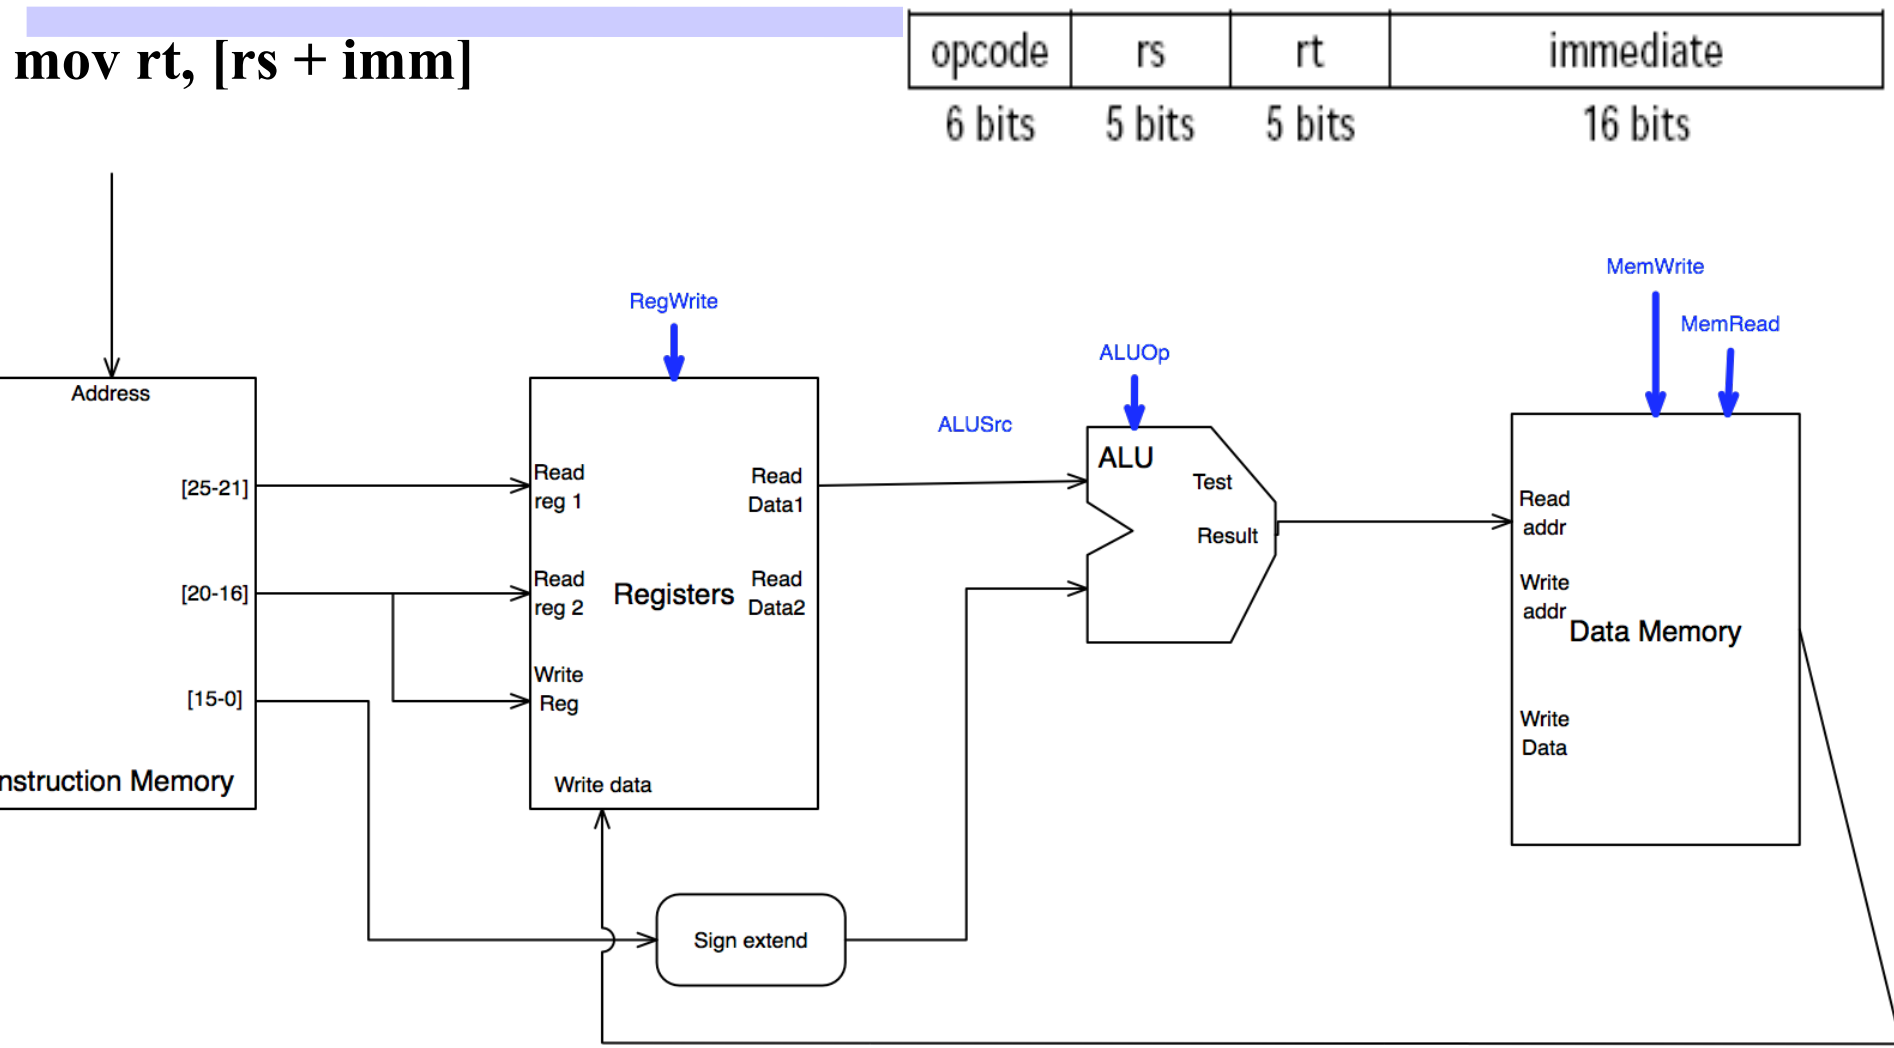 mov rt, [rs + imm]
opcode rs rt immediate
6 bits 5 bits 5 bits 16 bits
MemWrite
RegWrite
MemRead
ALUOp
Address
ALUSrc
ALU
[25-21]
Read
reg 1
Read
Data1
Test
Result
Read
addr
[20-16]
Read
reg 2
Registers
Read
Data2
Write
addr
Data Memory
[15-0]
Write
Reg
Write
Data
nstruction Memory
Write data
Sign extend